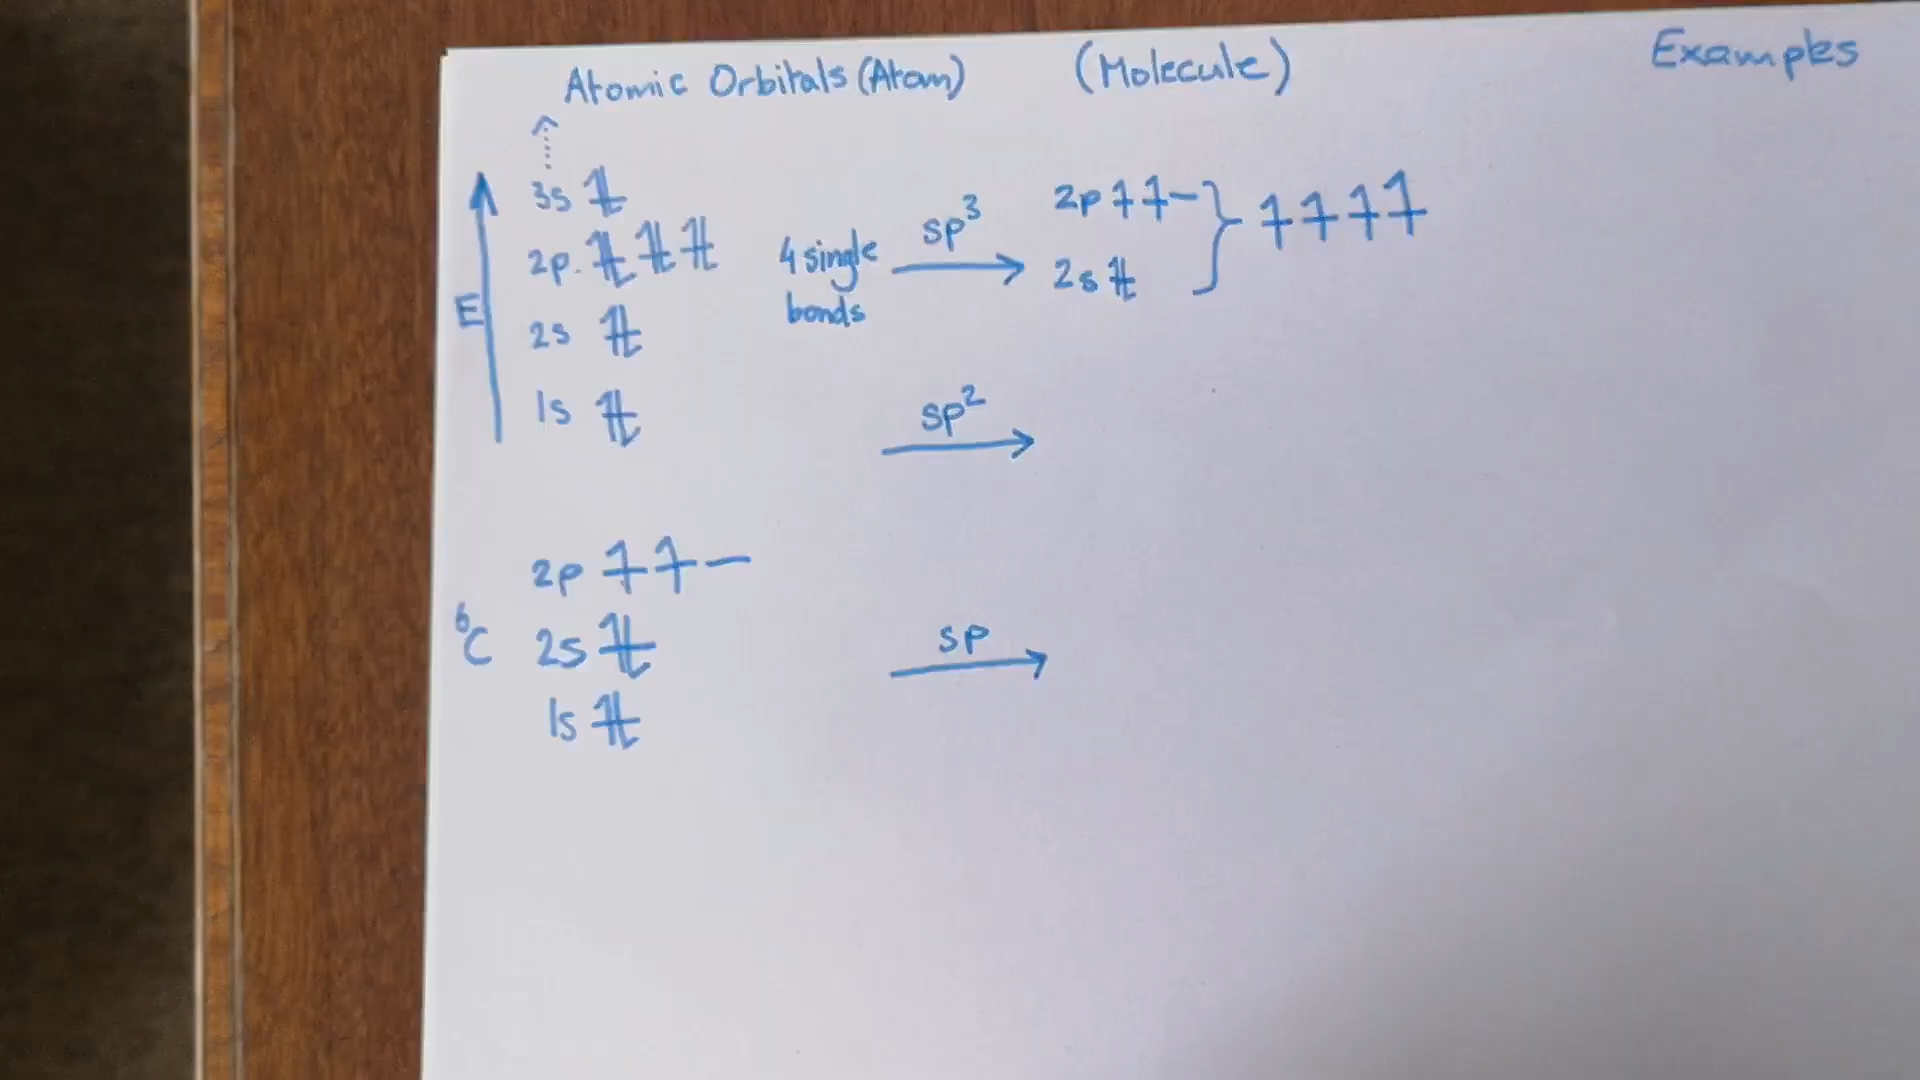 Atomic Orbitals (Atom) (Molecule) Examples
3s ⥮
2p. ⥮ ⥮ ⥮
2s ⥮
1s ⥮
E
4 single
bonds
sp³
2p ↿ ↿ — } ↿ ↿ ↿ ↿
2s ⥮
sp²
2p ↿ ↿ —
⁶C 2s ⥮
1s ⥮
sp